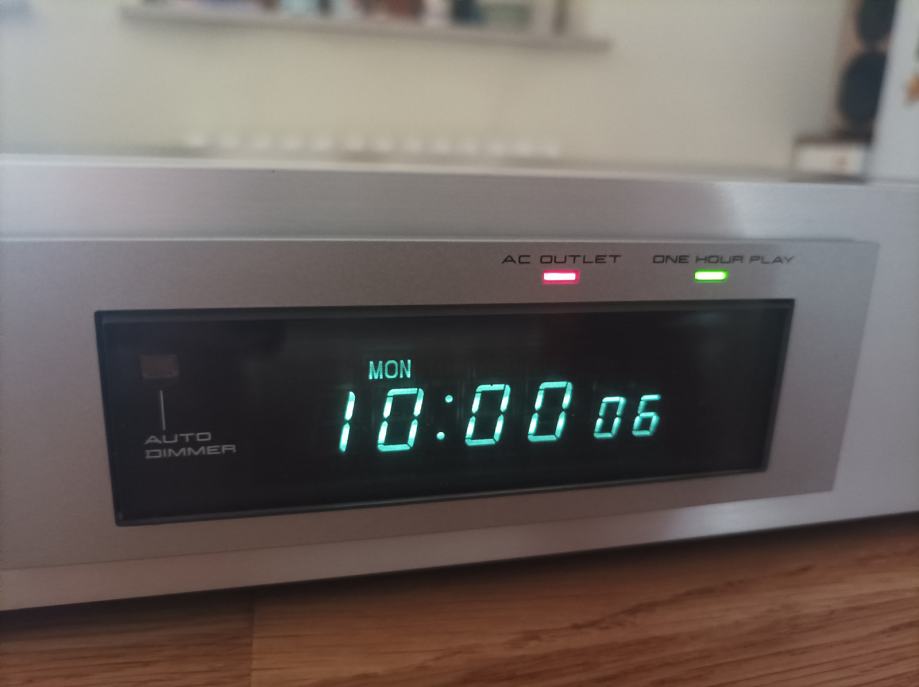 AC OUTLET
ONE HOUR PLAY
MON
10:00 06
AUTO
DIMMER